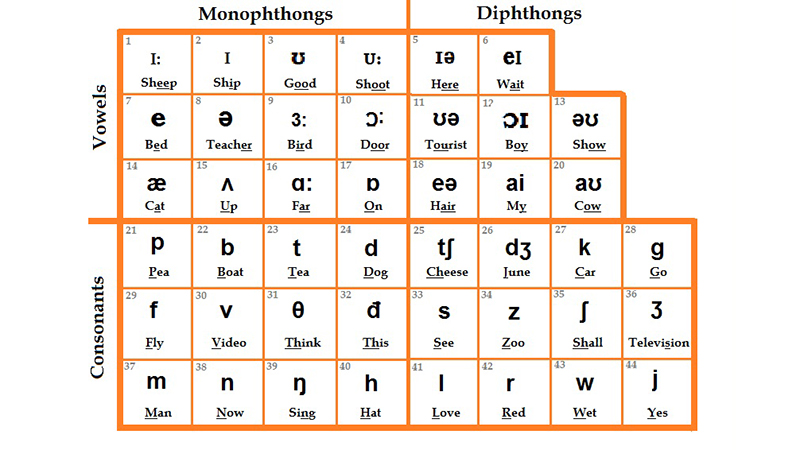 Monophthongs Diphthongs
Vowels
1 2 3 4 5 6
ɪ: ɪ ʊ ʊ: ɪə eɪ
Sheep Ship Good Shoot Here Wait
7 8 9 10 11 12 13
e ə ɜ: ɔ: ʊə ɔɪ əʊ
Bed Teacher Bird Door Tourist Boy Show
14 15 16 17 18 19 20
æ ʌ ɑ: ɒ eə ai aʊ
Cat Up Far On Hair My Cow
Consonants
21 22 23 24 25 26 27 28
p b t d tʃ dʒ k g
Pea Boat Tea Dog Cheese June Car Go
29 30 31 32 33 34 35 36
f v θ đ s z ʃ ʒ
Fly Video Think This See Zoo Shall Television
37 38 39 40 41 42 43 44
m n ŋ h l r w j
Man Now Sing Hat Love Red Wet Yes